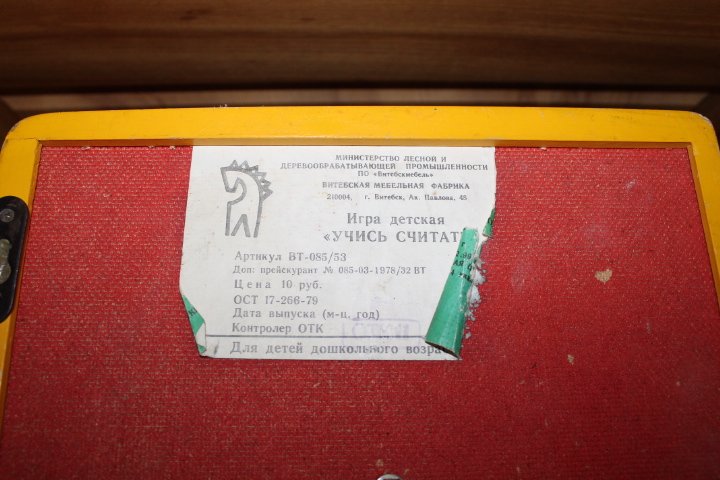 МИНИСТЕРСТВО ЛЕСНОЙ И
ДЕРЕВООБРАБАТЫВАЮЩЕЙ ПРОМЫШЛЕННОСТИ
ПО «Витебскмебель»
ВИТЕБСКАЯ МЕБЕЛЬНАЯ ФАБРИКА
210004, г. Витебск, Ак. Павлова, 48
Игра детская
«УЧИСЬ СЧИТАТ
Артикул ВТ-085/53
Доп: прейскурант № 085-03-1978/32 ВТ
Цена 10 руб.
ОСТ 17-266-79
Дата выпуска (м-ц. год)
Контролер ОТК
Для детей дошкольного возра